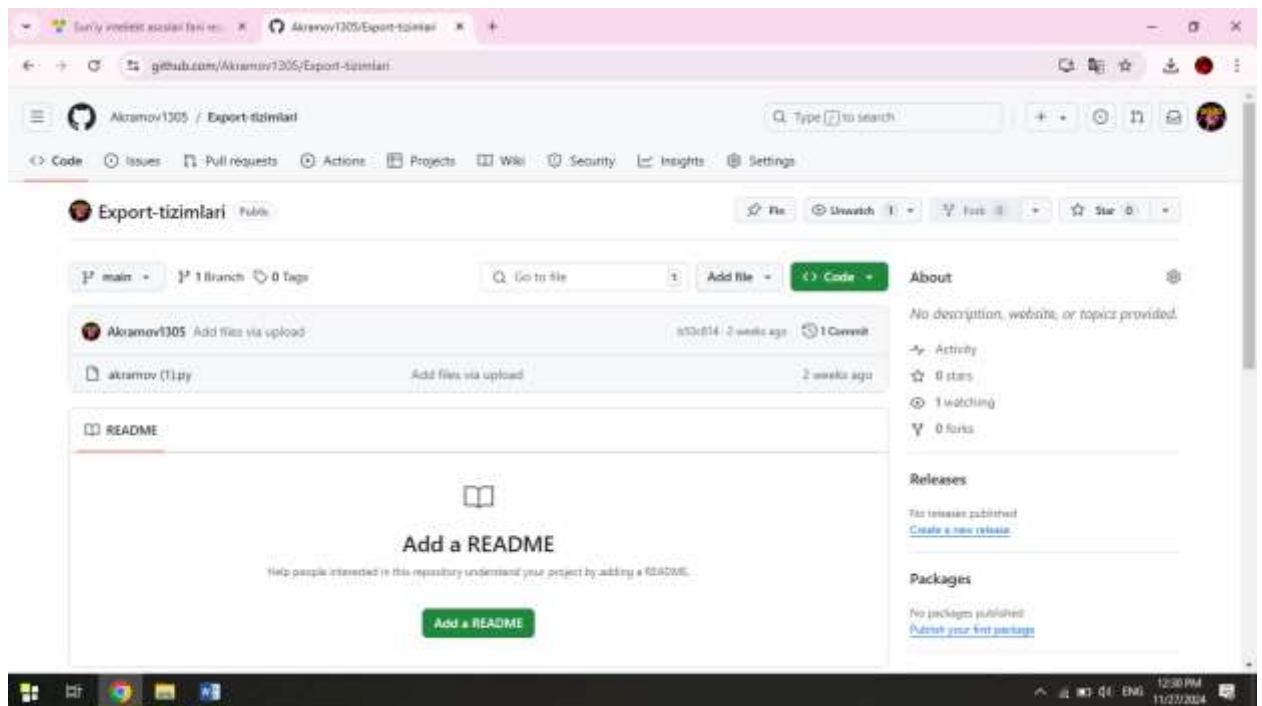 Akramov1305/Export-tizimlari
github.com/Akramov1305/Export-tizimlari
Akramov1305 / Export-tizimlari
Type / to search
Code Issues Pull requests Actions Projects Wiki Security Insights Settings
Export-tizimlari Public
Pin Unwatch 1 Fork 0 Star 0
main 1 Branch 0 Tags Go to file t Add file Code
Akramov1305 Add files via upload 2 weeks ago 1 Commit
akramov (1).py Add files via upload 2 weeks ago
README
Add a README
Help people interested in this repository understand your project by adding a README.
Add a README
About
No description, website, or topics provided.
Activity
0 stars
1 watching
0 forks
Releases
No releases published
Create a new release
Packages
No packages published
Publish your first package
ENG
12:30 PM
11/27/2024